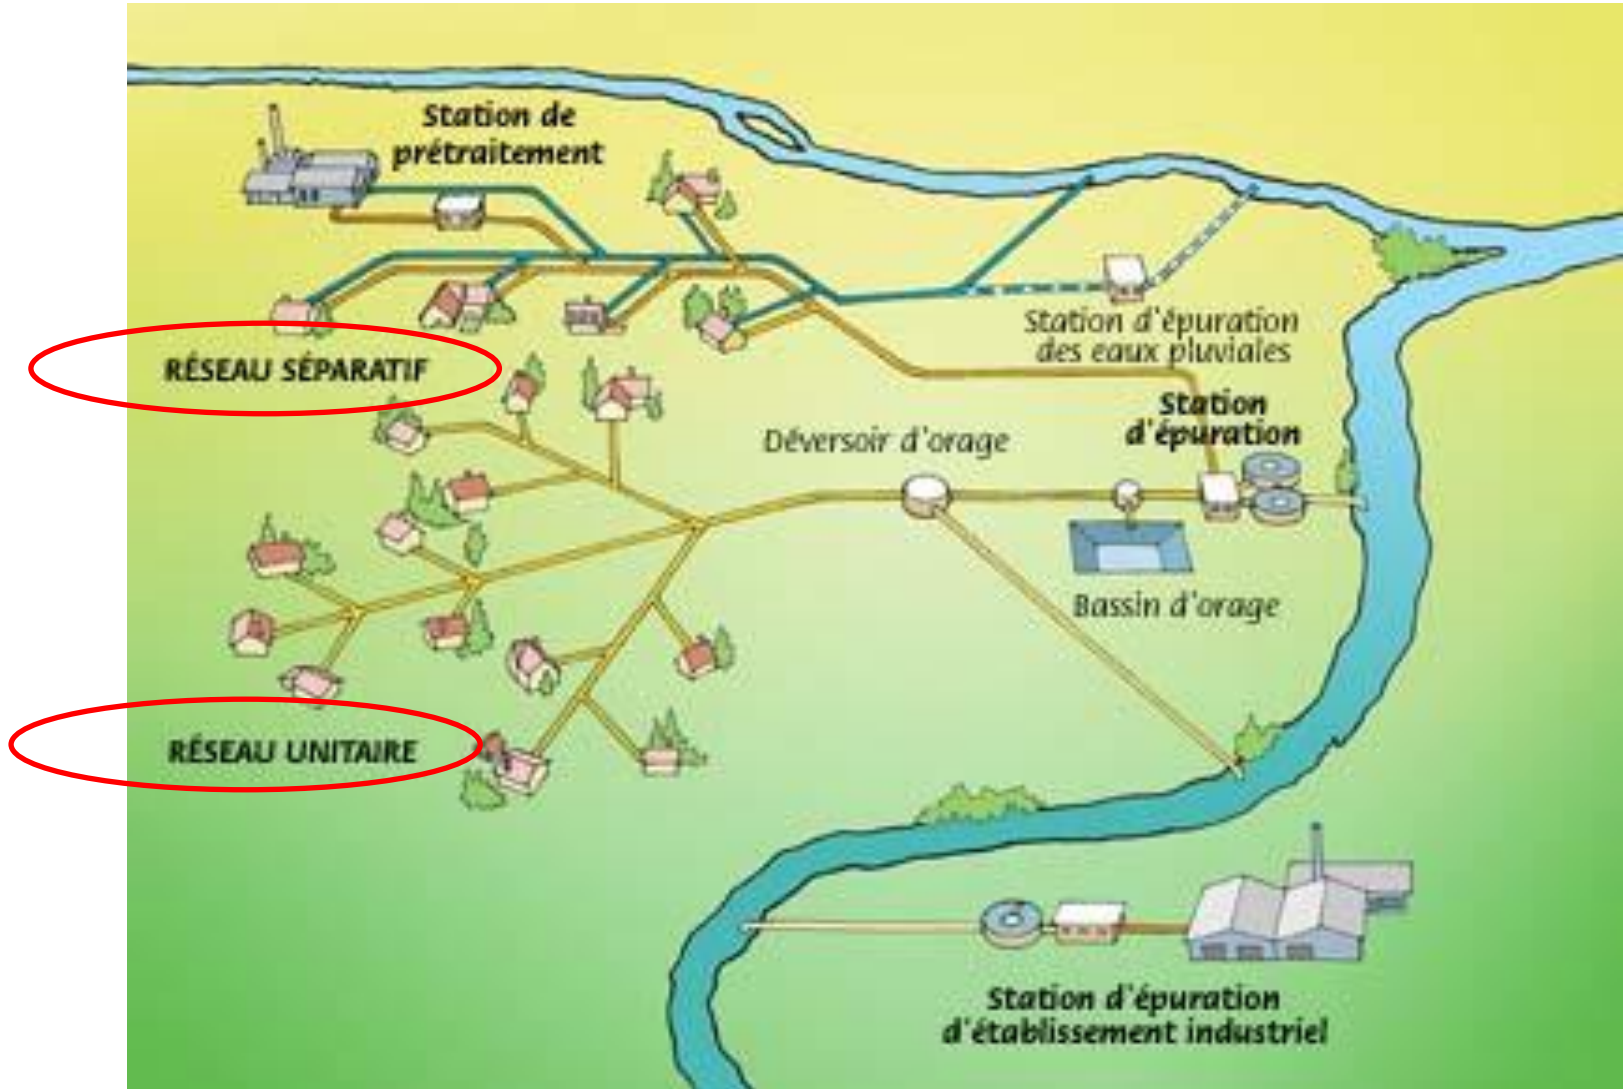 Station de
prétraitement
Station d'épuration
des eaux pluviales
RÉSEAU SÉPARATIF
Station
d'épuration
Déversoir d'orage
Bassin d'orage
RÉSEAU UNITAIRE
Station d'épuration
d'établissement industriel